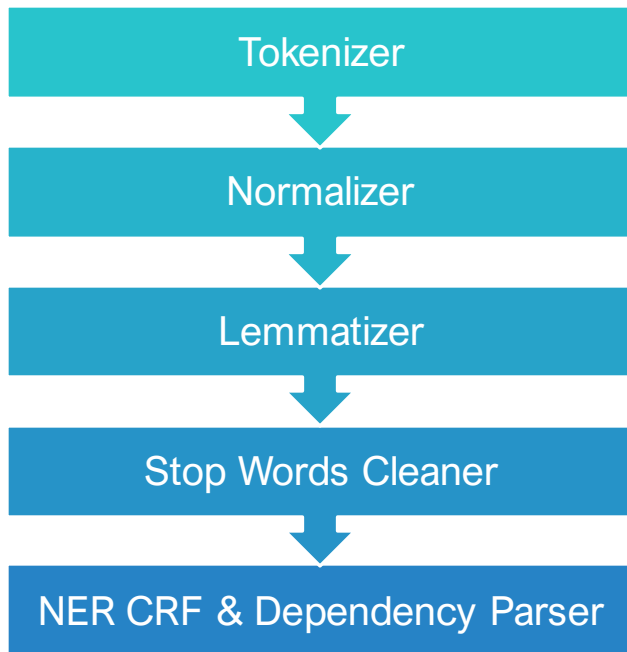 Tokenizer
Normalizer
Lemmatizer
Stop Words Cleaner
NER CRF & Dependency Parser